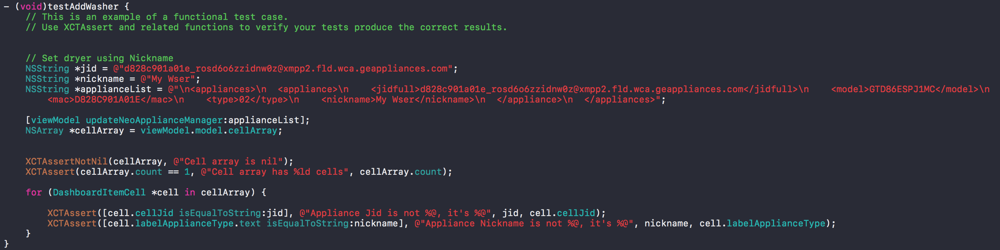 - (void)testAddWasher {
    // This is an example of a functional test case.
    // Use XCTAssert and related functions to verify your tests produce the correct results.
    // Set dryer using Nickname
    NSString *jid = @"d828c901a01e_rosd6o6zzidnw0z@xmpp2.fld.wca.geappliances.com";
    NSString *nickname = @"My Wser";
    NSString *applianceList = @"\n<appliances>\n  <appliance>\n    <jidfull>d828c901a01e_rosd6o6zzidnw0z@xmpp2.fld.wca.geappliances.com</jidfull>\n    <model>GTD86ESPJ1MC</model>\n
        <mac>D828C901A01E</mac>\n    <type>02</type>\n    <nickname>My Wser</nickname>\n  </appliance>\n  </appliances>";
    [viewModel updateNeoApplianceManager:applianceList];
    NSArray *cellArray = viewModel.model.cellArray;
    XCTAssertNotNil(cellArray, @"Cell array is nil");
    XCTAssert(cellArray.count == 1, @"Cell array has %ld cells", cellArray.count);
    for (DashboardItemCell *cell in cellArray) {
        XCTAssert([cell.cellJid isEqualToString:jid], @"Appliance Jid is not %@, it's %@", jid, cell.cellJid);
        XCTAssert([cell.labelApplianceType.text isEqualToString:nickname], @"Appliance Nickname is not %@, it's %@", nickname, cell.labelApplianceType);
    }
}